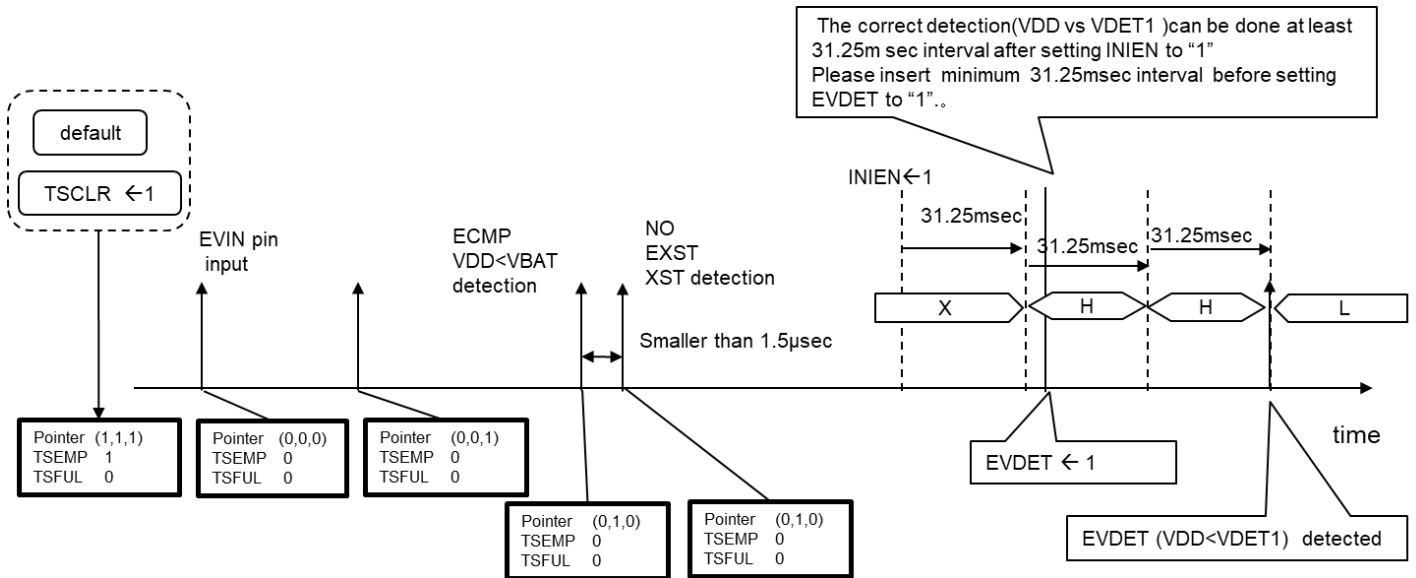 The correct detection(VDD vs VDET1 )can be done at least
31.25m sec interval after setting INIEN to “1”
Please insert minimum 31.25msec interval before setting
EVDET to “1”.。
default
TSCLR ←1
EVIN pin
input
ECMP
VDD<VBAT
detection
NO
EXST
XST detection
Smaller than 1.5μsec
INIEN←1
31.25msec
31.25msec
31.25msec
X
H
H
L
Pointer (1,1,1)
TSEMP 1
TSFUL 0
Pointer (0,0,0)
TSEMP 0
TSFUL 0
Pointer (0,0,1)
TSEMP 0
TSFUL 0
Pointer (0,1,0)
TSEMP 0
TSFUL 0
Pointer (0,1,0)
TSEMP 0
TSFUL 0
time
EVDET ← 1
EVDET (VDD<VDET1) detected